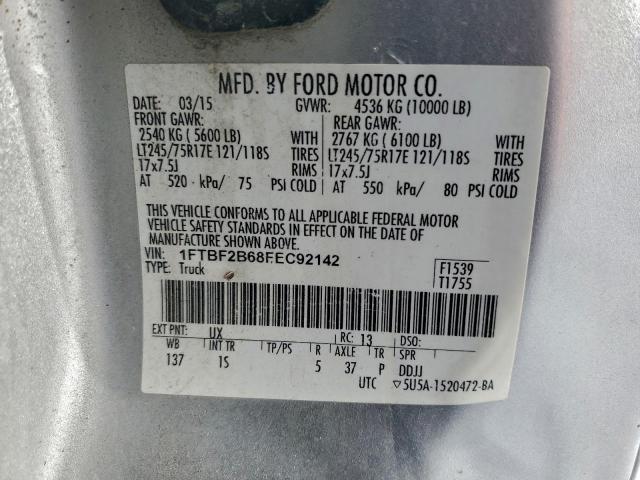 MFD. BY FORD MOTOR CO.
DATE: 03/15 GVWR: 4536 KG (10000 LB)
FRONT GAWR: REAR GAWR:
2540 KG ( 5600 LB) WITH 2767 KG ( 6100 LB) WITH
LT245/75R17E 121/118S TIRES LT245/75R17E 121/118S TIRES
17x7.5J RIMS 17x7.5J RIMS
AT 520 kPa/ 75 PSI COLD AT 550 kPa/ 80 PSI COLD
THIS VEHICLE CONFORMS TO ALL APPLICABLE FEDERAL MOTOR
VEHICLE SAFETY STANDARDS IN EFFECT ON THE DATE OF
MANUFACTURE SHOWN ABOVE.
VIN: 1FTBF2B68FEC92142 F1539
TYPE: Truck T1755
EXT PNT: UX RC: 13 DSO:
WB INT TR TP/PS R AXLE TR SPR
137 1S 5 37 P DDJJ
UTC ▽5U5A-1520472-BA